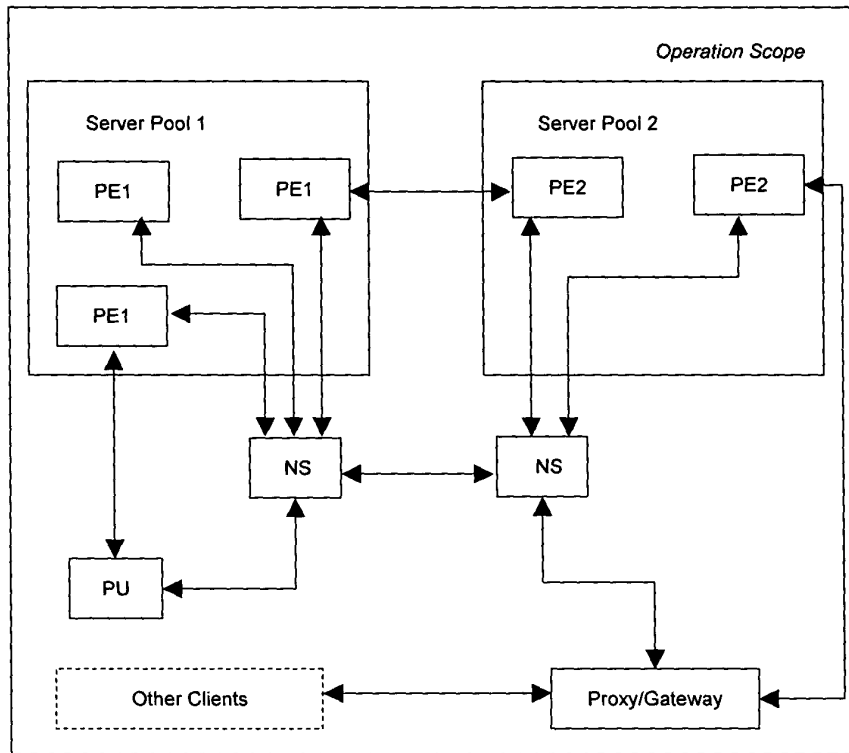 Operation Scope
Server Pool 1
Server Pool 2
PE1
PE1
PE2
PE2
PE1
NS
NS
PU
Other Clients
Proxy/Gateway